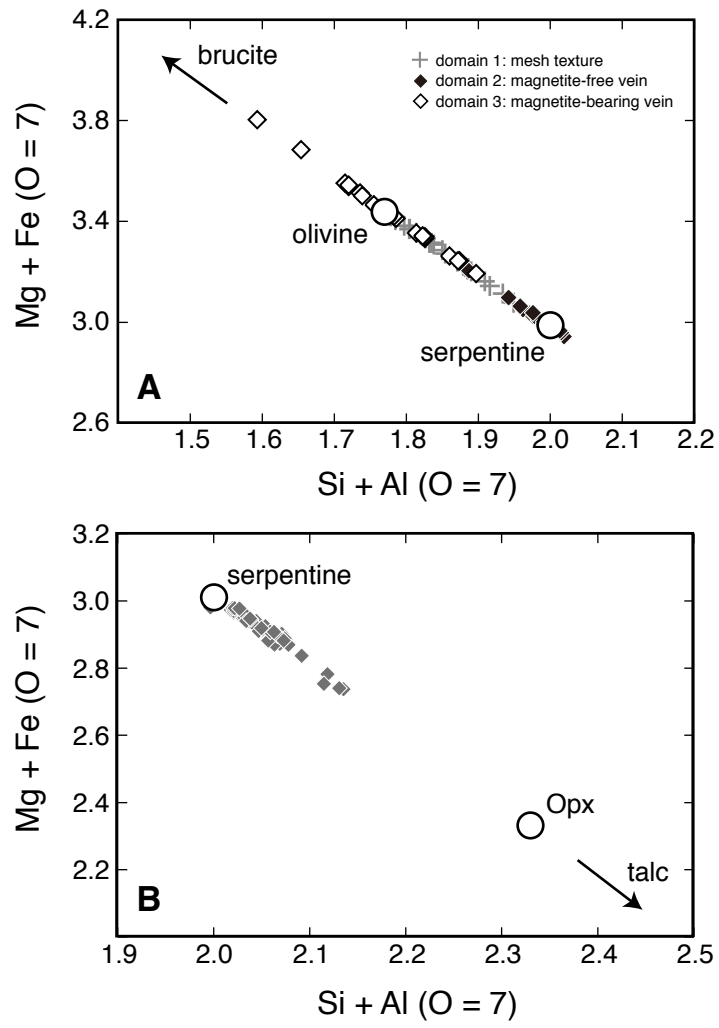 4.2
brucite
domain 1: mesh texture
domain 2: magnetite-free vein
domain 3: magnetite-bearing vein
3.8
Mg + Fe (O = 7)
3.4
olivine
3.0
serpentine
A
2.6
1.5 1.6 1.7 1.8 1.9 2.0 2.1 2.2
Si + Al (O = 7)
3.2
serpentine
3.0
2.8
Mg + Fe (O = 7)
2.6
2.4
Opx
2.2
talc
B
1.9 2.0 2.1 2.2 2.3 2.4 2.5
Si + Al (O = 7)